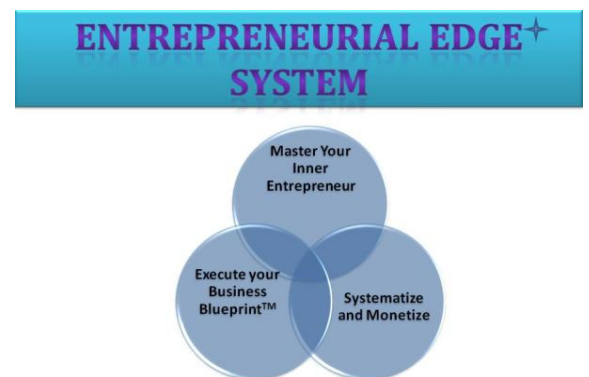 ENTREPRENEURIAL EDGE
SYSTEM
Master Your
Inner
Entrepreneur
Execute your
Business
Blueprint™
Systematize
and Monetize